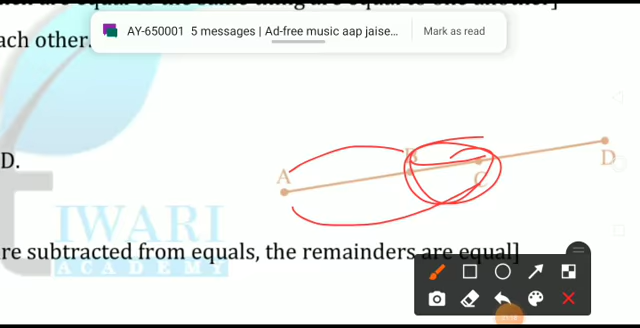 AY-650001 5 messages | Ad-free music aap jaise... Mark as read
ach other.
D.
A B C D
IWARI
ACADEMY
re subtracted from equals, the remainders are equal]